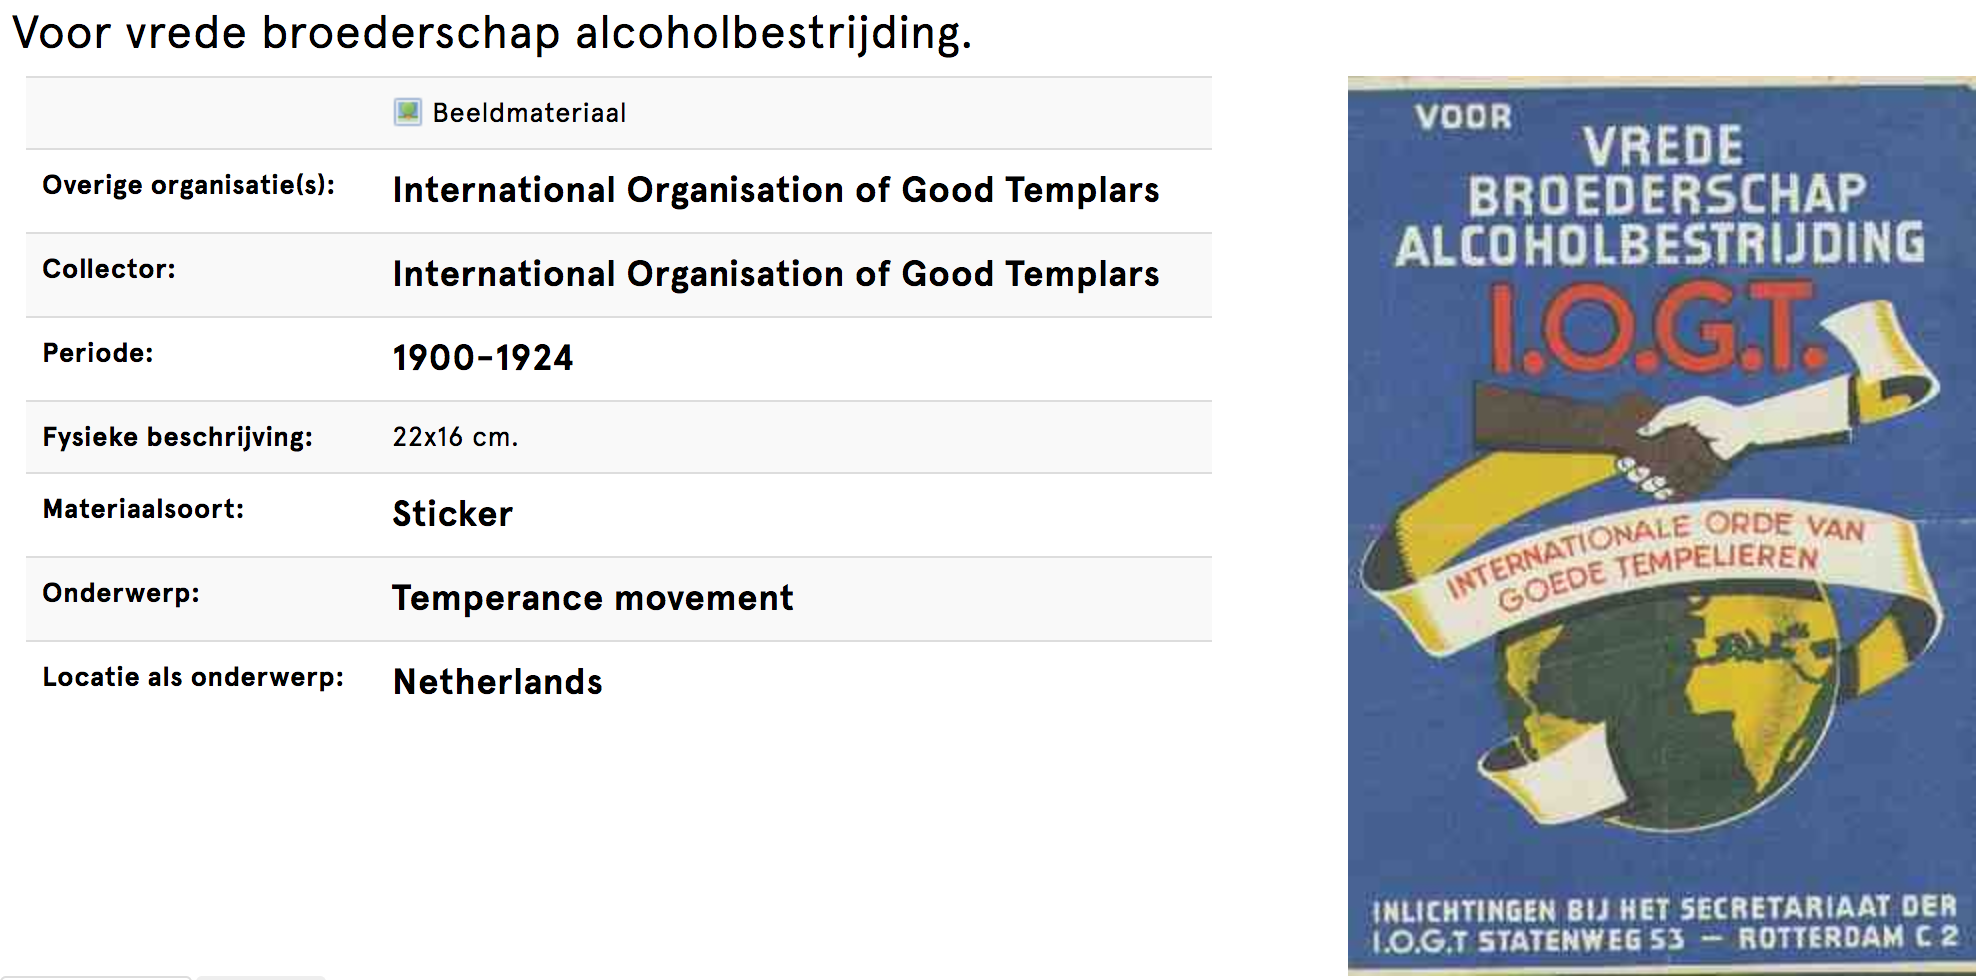 Voor vrede broederschap alcoholbestrijding.
Beeldmateriaal
Overige organisatie(s): International Organisation of Good Templars
Collector: International Organisation of Good Templars
Periode: 1900-1924
Fysieke beschrijving: 22x16 cm.
Materiaalsoort: Sticker
Onderwerp: Temperance movement
Locatie als onderwerp: Netherlands
VOOR
VREDE
BROEDERSCHAP
ALCOHOLBESTRIJDING
I.O.G.T.
INTERNATIONALE ORDE VAN
GOEDE TEMPELIEREN
INLICHTINGEN BIJ HET SECRETARIAAT DER
I.O.G.T STATENWEG 53 — ROTTERDAM C 2